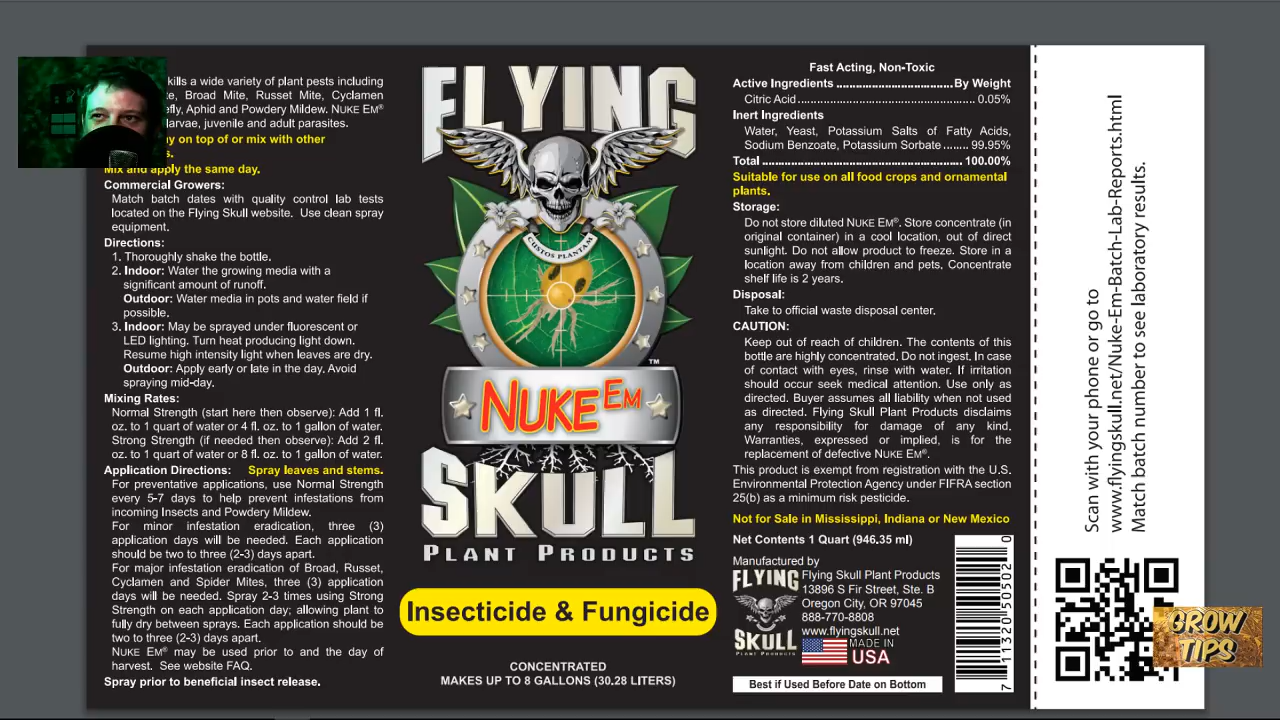 kills a wide variety of plant pests including
Broad Mite, Russet Mite, Cyclamen
Aphid and Powdery Mildew. NUKE EM®
larvae, juvenile and adult parasites.
on top of or mix with other
Mix and apply the same day.
Commercial Growers:
Match batch dates with quality control lab tests
located on the Flying Skull website. Use clean spray
equipment.
Directions:
1. Thoroughly shake the bottle.
2. Indoor: Water the growing media with a
significant amount of runoff.
Outdoor: Water media in pots and water field if
possible.
3. Indoor: May be sprayed under fluorescent or
LED lighting. Turn heat producing light down.
Resume high intensity light when leaves are dry.
Outdoor: Apply early or late in the day. Avoid
spraying mid-day.
Mixing Rates:
Normal Strength (start here then observe): Add 1 fl.
oz. to 1 quart of water or 4 fl. oz. to 1 gallon of water.
Strong Strength (if needed then observe): Add 2 fl.
oz. to 1 quart of water or 8 fl. oz. to 1 gallon of water.
Application Directions: Spray leaves and stems.
For preventative applications, use Normal Strength
every 5-7 days to help prevent infestations from
incoming Insects and Powdery Mildew.
For minor infestation eradication, three (3)
application days will be needed. Each application
should be two to three (2-3) days apart.
For major infestation eradication of Broad, Russet,
Cyclamen and Spider Mites, three (3) application
days will be needed. Spray 2-3 times using Strong
Strength on each application day; allowing plant to
fully dry between sprays. Each application should be
two to three (2-3) days apart.
NUKE EM® may be used prior to and the day of
harvest. See website FAQ.
Spray prior to beneficial insect release.
FLYING
CUSTOS PLANTAM
™
NUKE EM
SKULL
PLANT PRODUCTS
Insecticide & Fungicide
CONCENTRATED
MAKES UP TO 8 GALLONS (30.28 LITERS)
Fast Acting, Non-Toxic
Active Ingredients ........................................ By Weight
Citric Acid ........................................................ 0.05%
Inert Ingredients
Water, Yeast, Potassium Salts of Fatty Acids,
Sodium Benzoate, Potassium Sorbate ........ 99.95%
Total ................................................................ 100.00%
Suitable for use on all food crops and ornamental
plants.
Storage:
Do not store diluted NUKE EM®. Store concentrate (in
original container) in a cool location, out of direct
sunlight. Do not allow product to freeze. Store in a
location away from children and pets. Concentrate
shelf life is 2 years.
Disposal:
Take to official waste disposal center.
CAUTION:
Keep out of reach of children. The contents of this
bottle are highly concentrated. Do not ingest. In case
of contact with eyes, rinse with water. If irritation
should occur seek medical attention. Use only as
directed. Buyer assumes all liability when not used
as directed. Flying Skull Plant Products disclaims
any responsibility for damage of any kind.
Warranties, expressed or implied, is for the
replacement of defective NUKE EM®.
This product is exempt from registration with the U.S.
Environmental Protection Agency under FIFRA section
25(b) as a minimum risk pesticide.
Not for Sale in Mississippi, Indiana or New Mexico
Net Contents 1 Quart (946.35 ml)
Manufactured by
FLYING
SKULL
PLANT PRODUCTS
Flying Skull Plant Products
13896 S Fir Street, Ste. B
Oregon City, OR 97045
888-770-8808
www.flyingskull.net
MADE IN
USA
Best if Used Before Date on Bottom
7 11320 50502 0
Scan with your phone or go to
www.flyingskull.net/Nuke-Em-Batch-Lab-Reports.html
Match batch number to see laboratory results.
GROW
TIPS